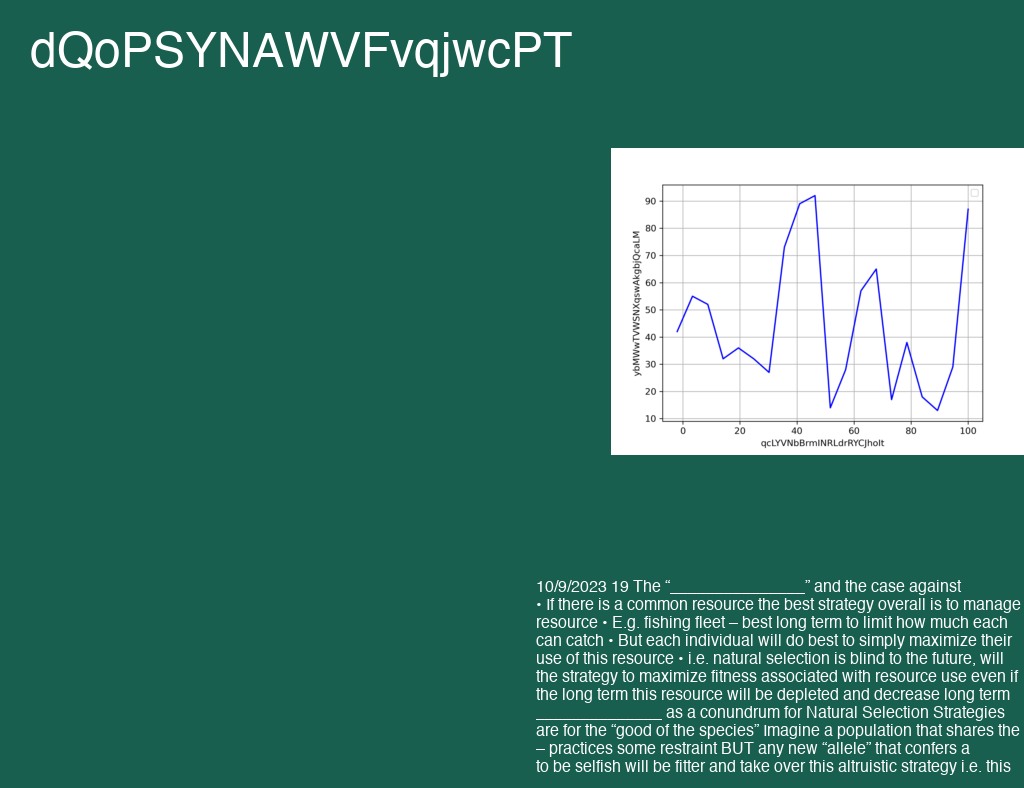 dQoPSYNAWVFvqjwcPT
90
80
70
60
50
40
30
20
10
ybMWwTVWSNXqswAkgbjQcaLM
0 20 40 60 80 100
qcLYVNbBrmINRLdrRYCJhoIt
10/9/2023 19 The “________________” and the case against
• If there is a common resource the best strategy overall is to manage
resource • E.g. fishing fleet – best long term to limit how much each
can catch • But each individual will do best to simply maximize their
use of this resource • i.e. natural selection is blind to the future, will
the strategy to maximize fitness associated with resource use even if
the long term this resource will be depleted and decrease long term
_______________ as a conundrum for Natural Selection Strategies
are for the “good of the species” Imagine a population that shares the
– practices some restraint BUT any new “allele” that confers a
to be selfish will be fitter and take over this altruistic strategy i.e. this